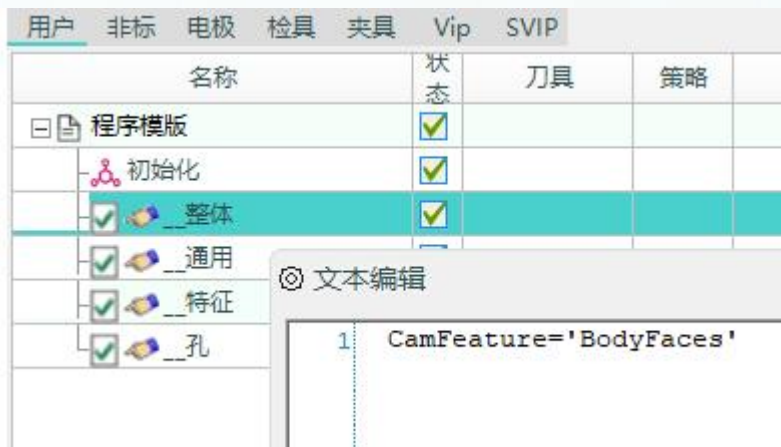 用户 非标 电极 检具 夹具 Vip SVIP
名称 状态 刀具 策略
程序模版
初始化
__整体
__通用
__特征
__孔
文本编辑
1 CamFeature='BodyFaces'